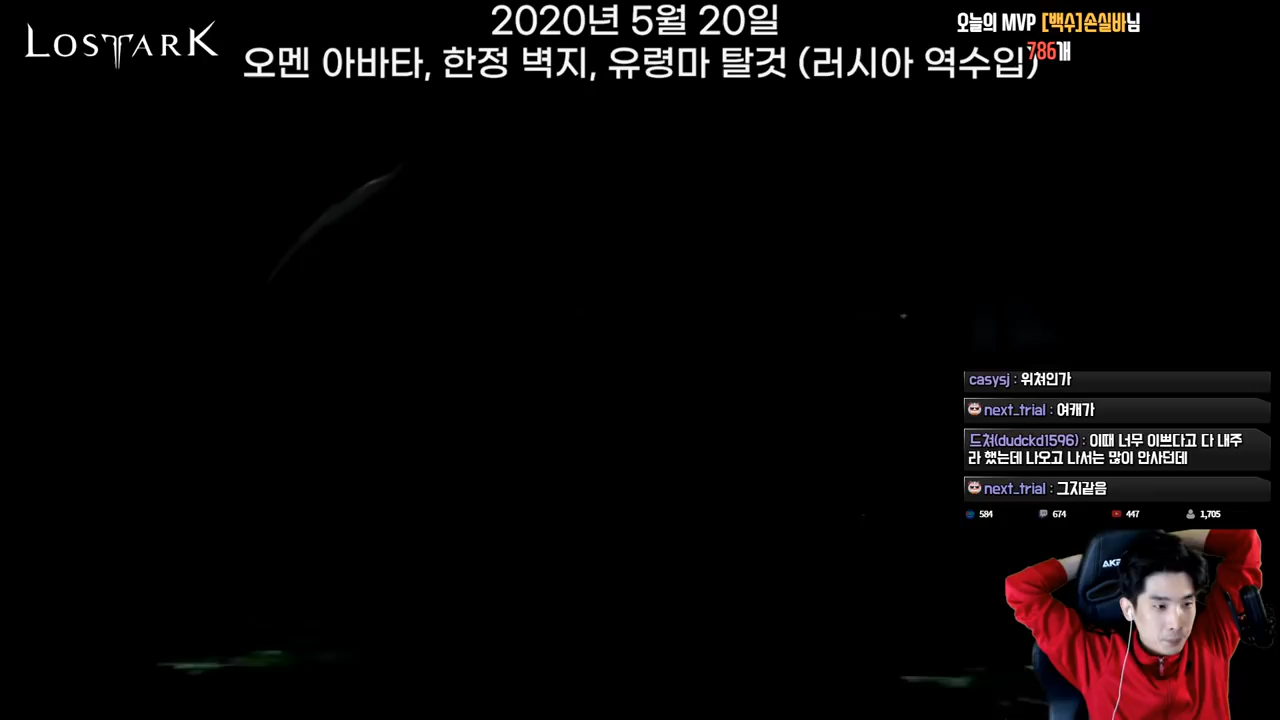 LOST ARK
2020년 5월 20일
오멘 아바타, 한정 벽지, 유령마 탈것 (러시아 역수입)
오늘의 MVP [백수]손실바님
786개
casysj : 위쳐인가
next_trial : 여캐가
드쳐(dudckd1596) : 이때 너무 이쁘다고 다 내주
라 했는데 나오고 나서는 많이 안사던데
next_trial : 그지같음
584 674 447 1,705
AKR